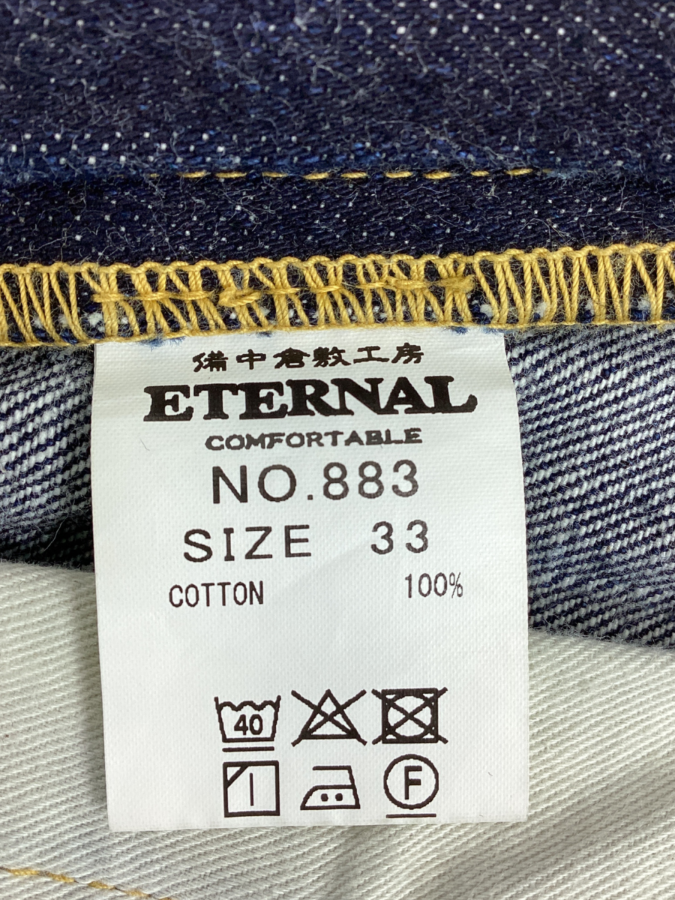 備中倉敷工房
ETERNAL
COMFORTABLE
NO.883
SIZE 33
COTTON 100%
40
F